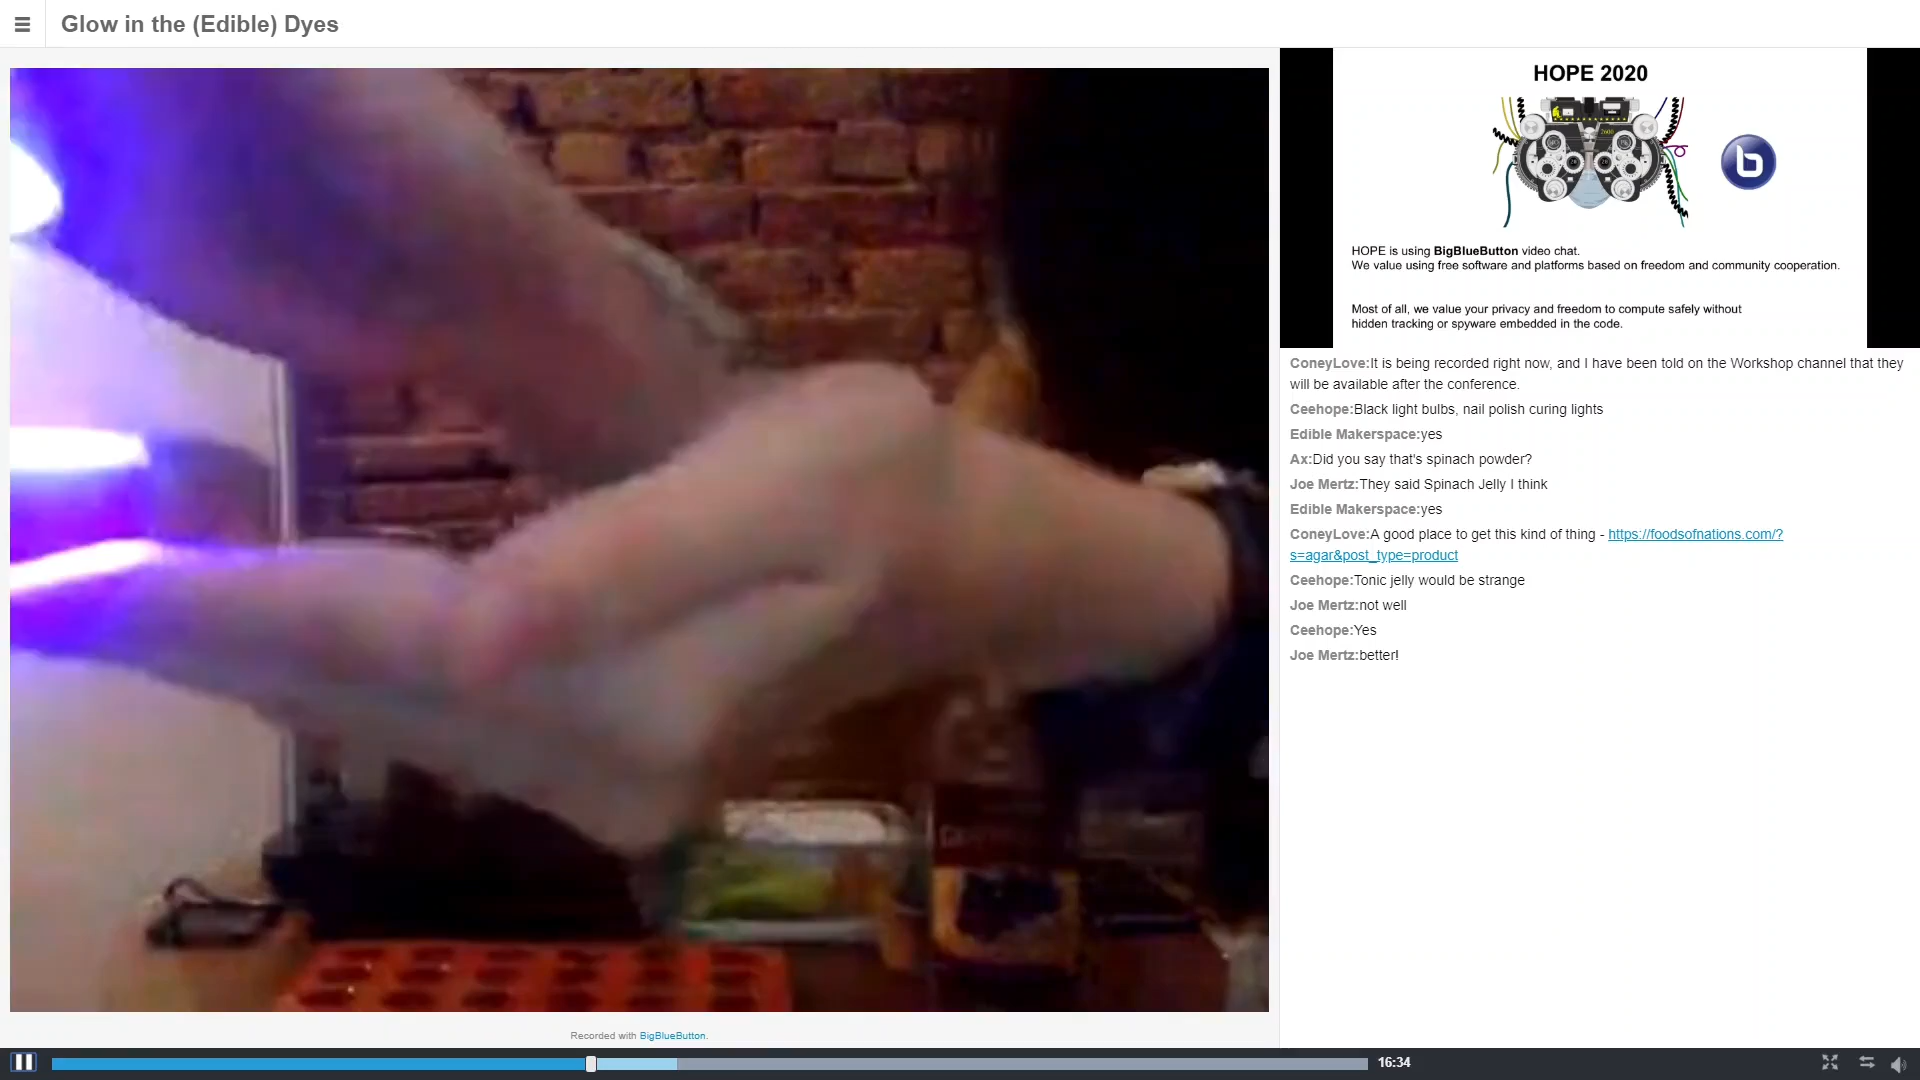 Glow in the (Edible) Dyes
HOPE 2020
2600
HOPE is using BigBlueButton video chat.
We value using free software and platforms based on freedom and community cooperation.
Most of all, we value your privacy and freedom to compute safely without
hidden tracking or spyware embedded in the code.
ConeyLove:It is being recorded right now, and I have been told on the Workshop channel that they
will be available after the conference.
Ceehope:Black light bulbs, nail polish curing lights
Edible Makerspace:yes
Ax:Did you say that's spinach powder?
Joe Mertz:They said Spinach Jelly I think
Edible Makerspace:yes
ConeyLove:A good place to get this kind of thing - https://foodsofnations.com/?
s=agar&post_type=product
Ceehope:Tonic jelly would be strange
Joe Mertz:not well
Ceehope:Yes
Joe Mertz:better!
Recorded with BigBlueButton.
16:34